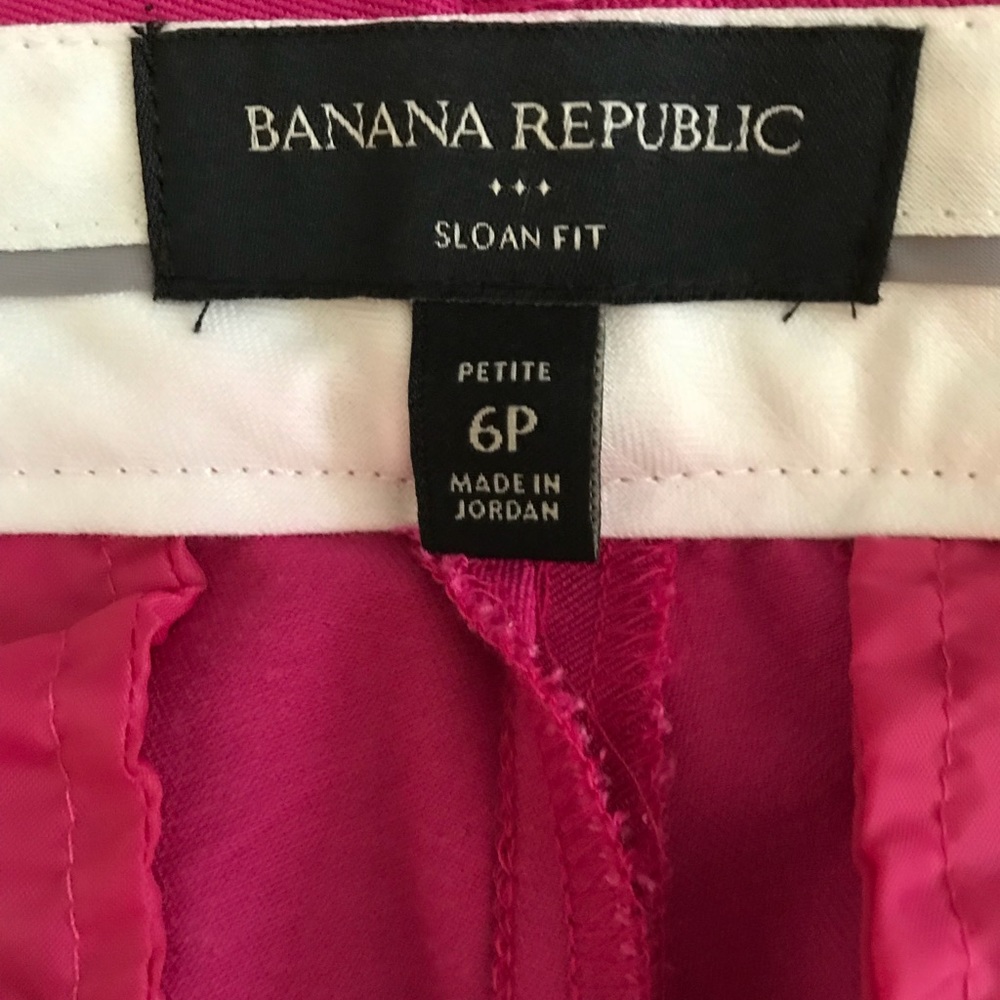 BANANA REPUBLIC
SLOAN FIT
PETITE
6P
MADE IN
JORDAN